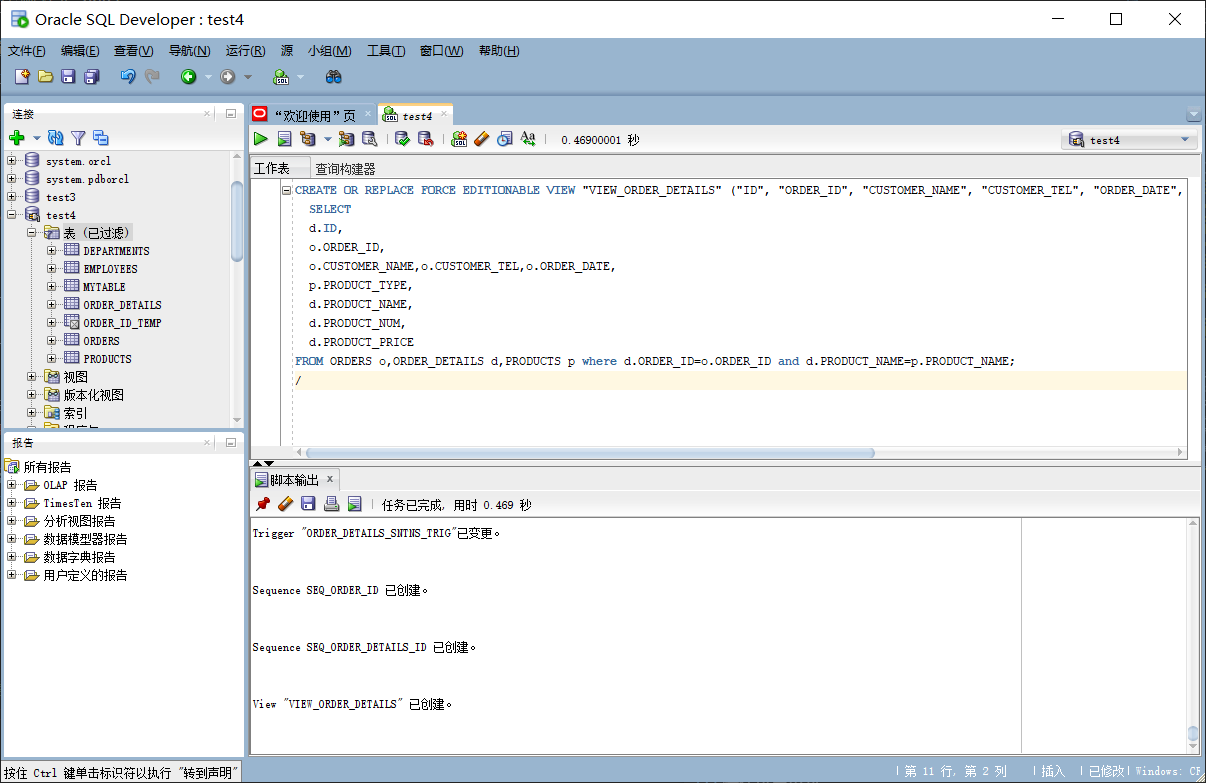 Oracle SQL Developer : test4
文件(F) 编辑(E) 查看(V) 导航(N) 运行(R) 源 小组(M) 工具(T) 窗口(W) 帮助(H)
连接
system.orcl
system.pdborcl
test3
test4
表 (已过滤)
DEPARTMENTS
EMPLOYEES
MYTABLE
ORDER_DETAILS
ORDER_ID_TEMP
ORDERS
PRODUCTS
视图
版本化视图
索引
报告
所有报告
OLAP 报告
TimesTen 报告
分析视图报告
数据模型器报告
数据字典报告
用户定义的报告
“欢迎使用”页 test4
0.46900001 秒 test4
工作表 查询构建器
CREATE OR REPLACE FORCE EDITIONABLE VIEW "VIEW_ORDER_DETAILS" ("ID", "ORDER_ID", "CUSTOMER_NAME", "CUSTOMER_TEL", "ORDER_DATE",
SELECT
d.ID,
o.ORDER_ID,
o.CUSTOMER_NAME,o.CUSTOMER_TEL,o.ORDER_DATE,
p.PRODUCT_TYPE,
d.PRODUCT_NAME,
d.PRODUCT_NUM,
d.PRODUCT_PRICE
FROM ORDERS o,ORDER_DETAILS d,PRODUCTS p where d.ORDER_ID=o.ORDER_ID and d.PRODUCT_NAME=p.PRODUCT_NAME;
/
脚本输出 x
任务已完成, 用时 0.469 秒
Trigger "ORDER_DETAILS_SNTNS_TRIG"已变更。
Sequence SEQ_ORDER_ID 已创建。
Sequence SEQ_ORDER_DETAILS_ID 已创建。
View "VIEW_ORDER_DETAILS" 已创建。
按住 Ctrl 键单击标识符以执行 "转到声明"
第 11 行, 第 2 列 插入 已修改 Windows: CR